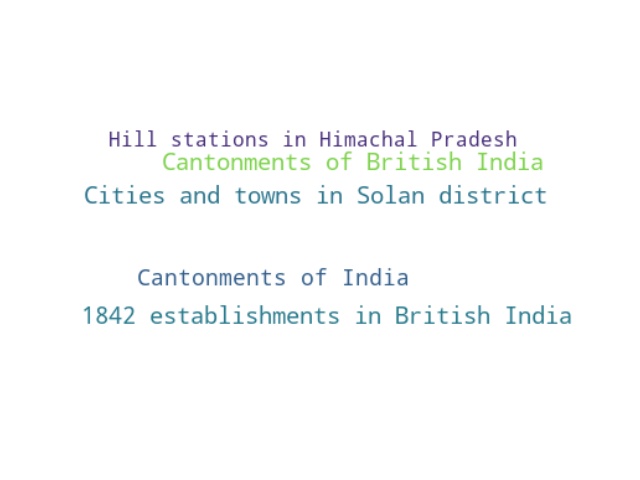 Hill stations in Himachal Pradesh
Cantonments of British India
Cities and towns in Solan district
Cantonments of India
1842 establishments in British India